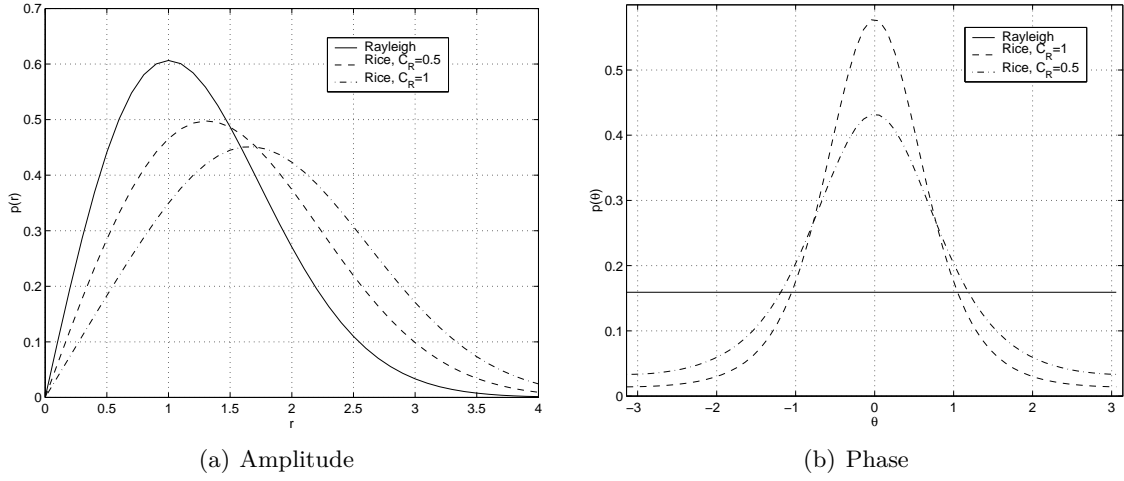 0.7
0.6
0.5
0.4
0.3
0.2
0.1
0
p(r)
Rayleigh
Rice, C_R=0.5
Rice, C_R=1
0 0.5 1 1.5 2 2.5 3 3.5 4
r
(a) Amplitude
0.5
0.4
0.3
0.2
0.1
0
p(θ)
Rayleigh
Rice, C_R=1
Rice, C_R=0.5
−3 −2 −1 0 1 2 3
θ
(b) Phase